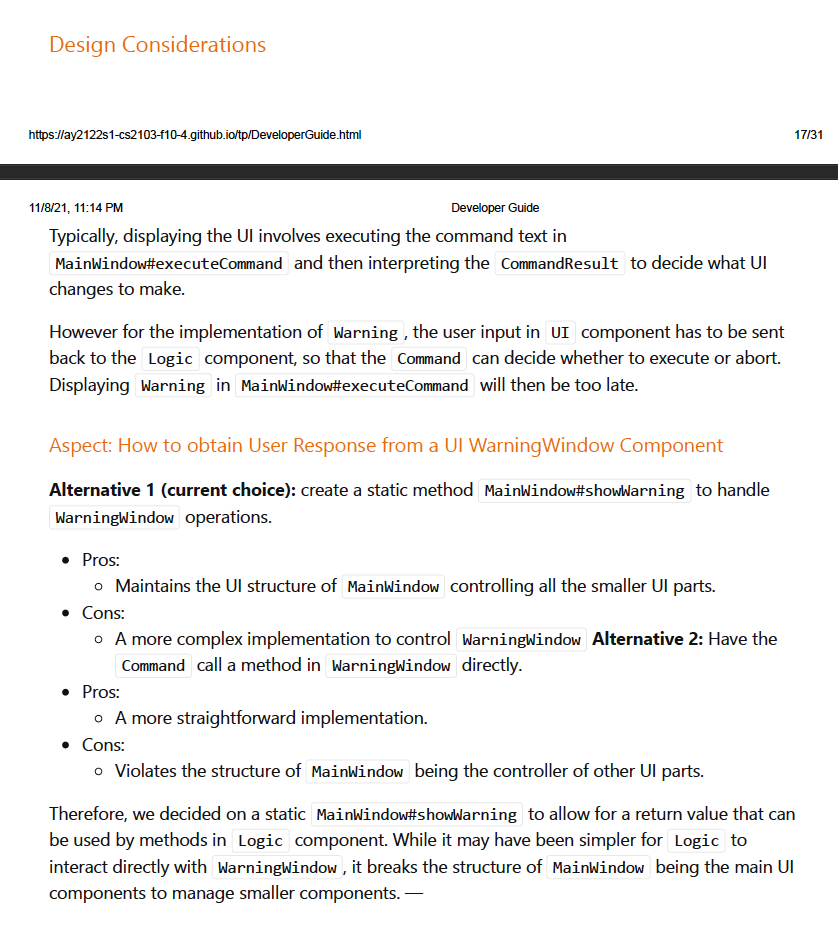 Design Considerations
https://ay2122s1-cs2103-f10-4.github.io/tp/DeveloperGuide.html 17/31
11/8/21, 11:14 PM Developer Guide
Typically, displaying the UI involves executing the command text in
MainWindow#executeCommand and then interpreting the CommandResult to decide what UI
changes to make.
However for the implementation of Warning , the user input in UI component has to be sent
back to the Logic component, so that the Command can decide whether to execute or abort.
Displaying Warning in MainWindow#executeCommand will then be too late.
Aspect: How to obtain User Response from a UI WarningWindow Component
Alternative 1 (current choice): create a static method MainWindow#showWarning to handle
WarningWindow operations.
• Pros:
◦ Maintains the UI structure of MainWindow controlling all the smaller UI parts.
• Cons:
◦ A more complex implementation to control WarningWindow Alternative 2: Have the
Command call a method in WarningWindow directly.
• Pros:
◦ A more straightforward implementation.
• Cons:
◦ Violates the structure of MainWindow being the controller of other UI parts.
Therefore, we decided on a static MainWindow#showWarning to allow for a return value that can
be used by methods in Logic component. While it may have been simpler for Logic to
interact directly with WarningWindow , it breaks the structure of MainWindow being the main UI
components to manage smaller components. —